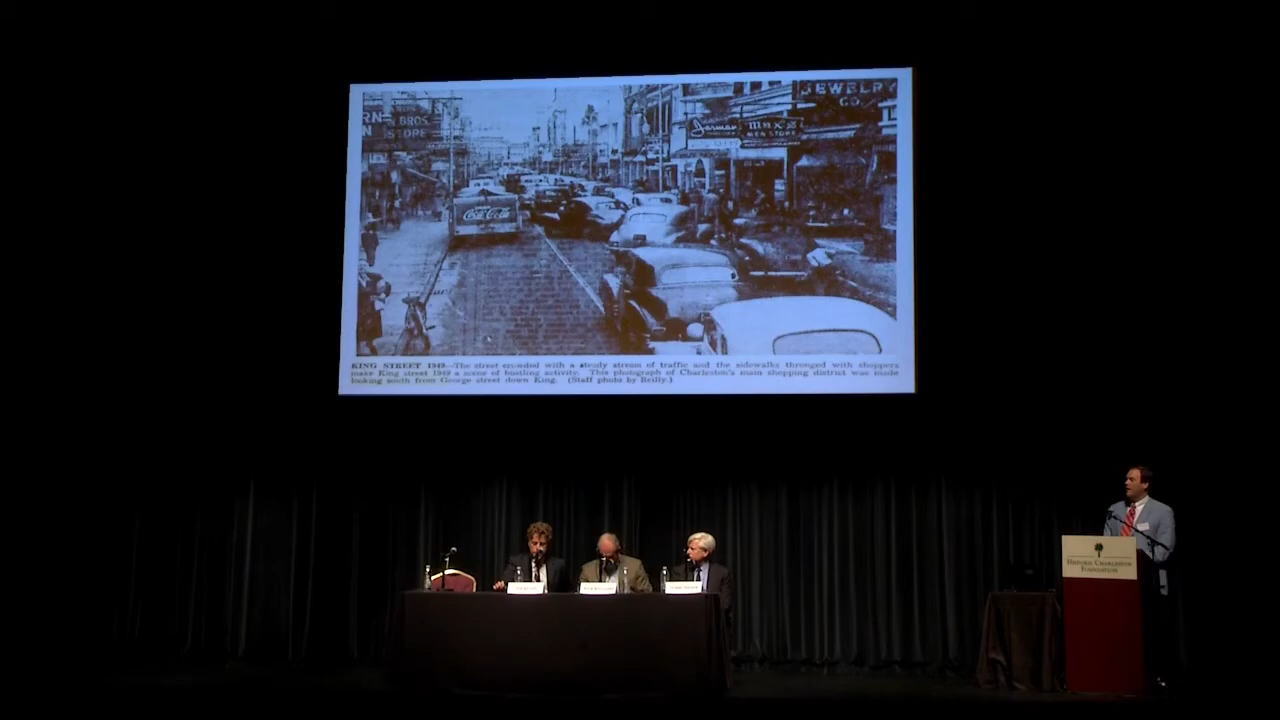 RN
N
N BROS
STORE
JEWELRY
CO.
Jarman
MAX'S
MEN STORE
Coca-Cola
KING STREET 1949—The street crowded with a steady stream of traffic and the sidewalks thronged with shoppers
make King street 1949 a scene of bustling activity. This photograph of Charleston's main shopping district was made
looking south from George street down King. (Staff photo by Reilly.)
HISTORIC CHARLESTON
FOUNDATION